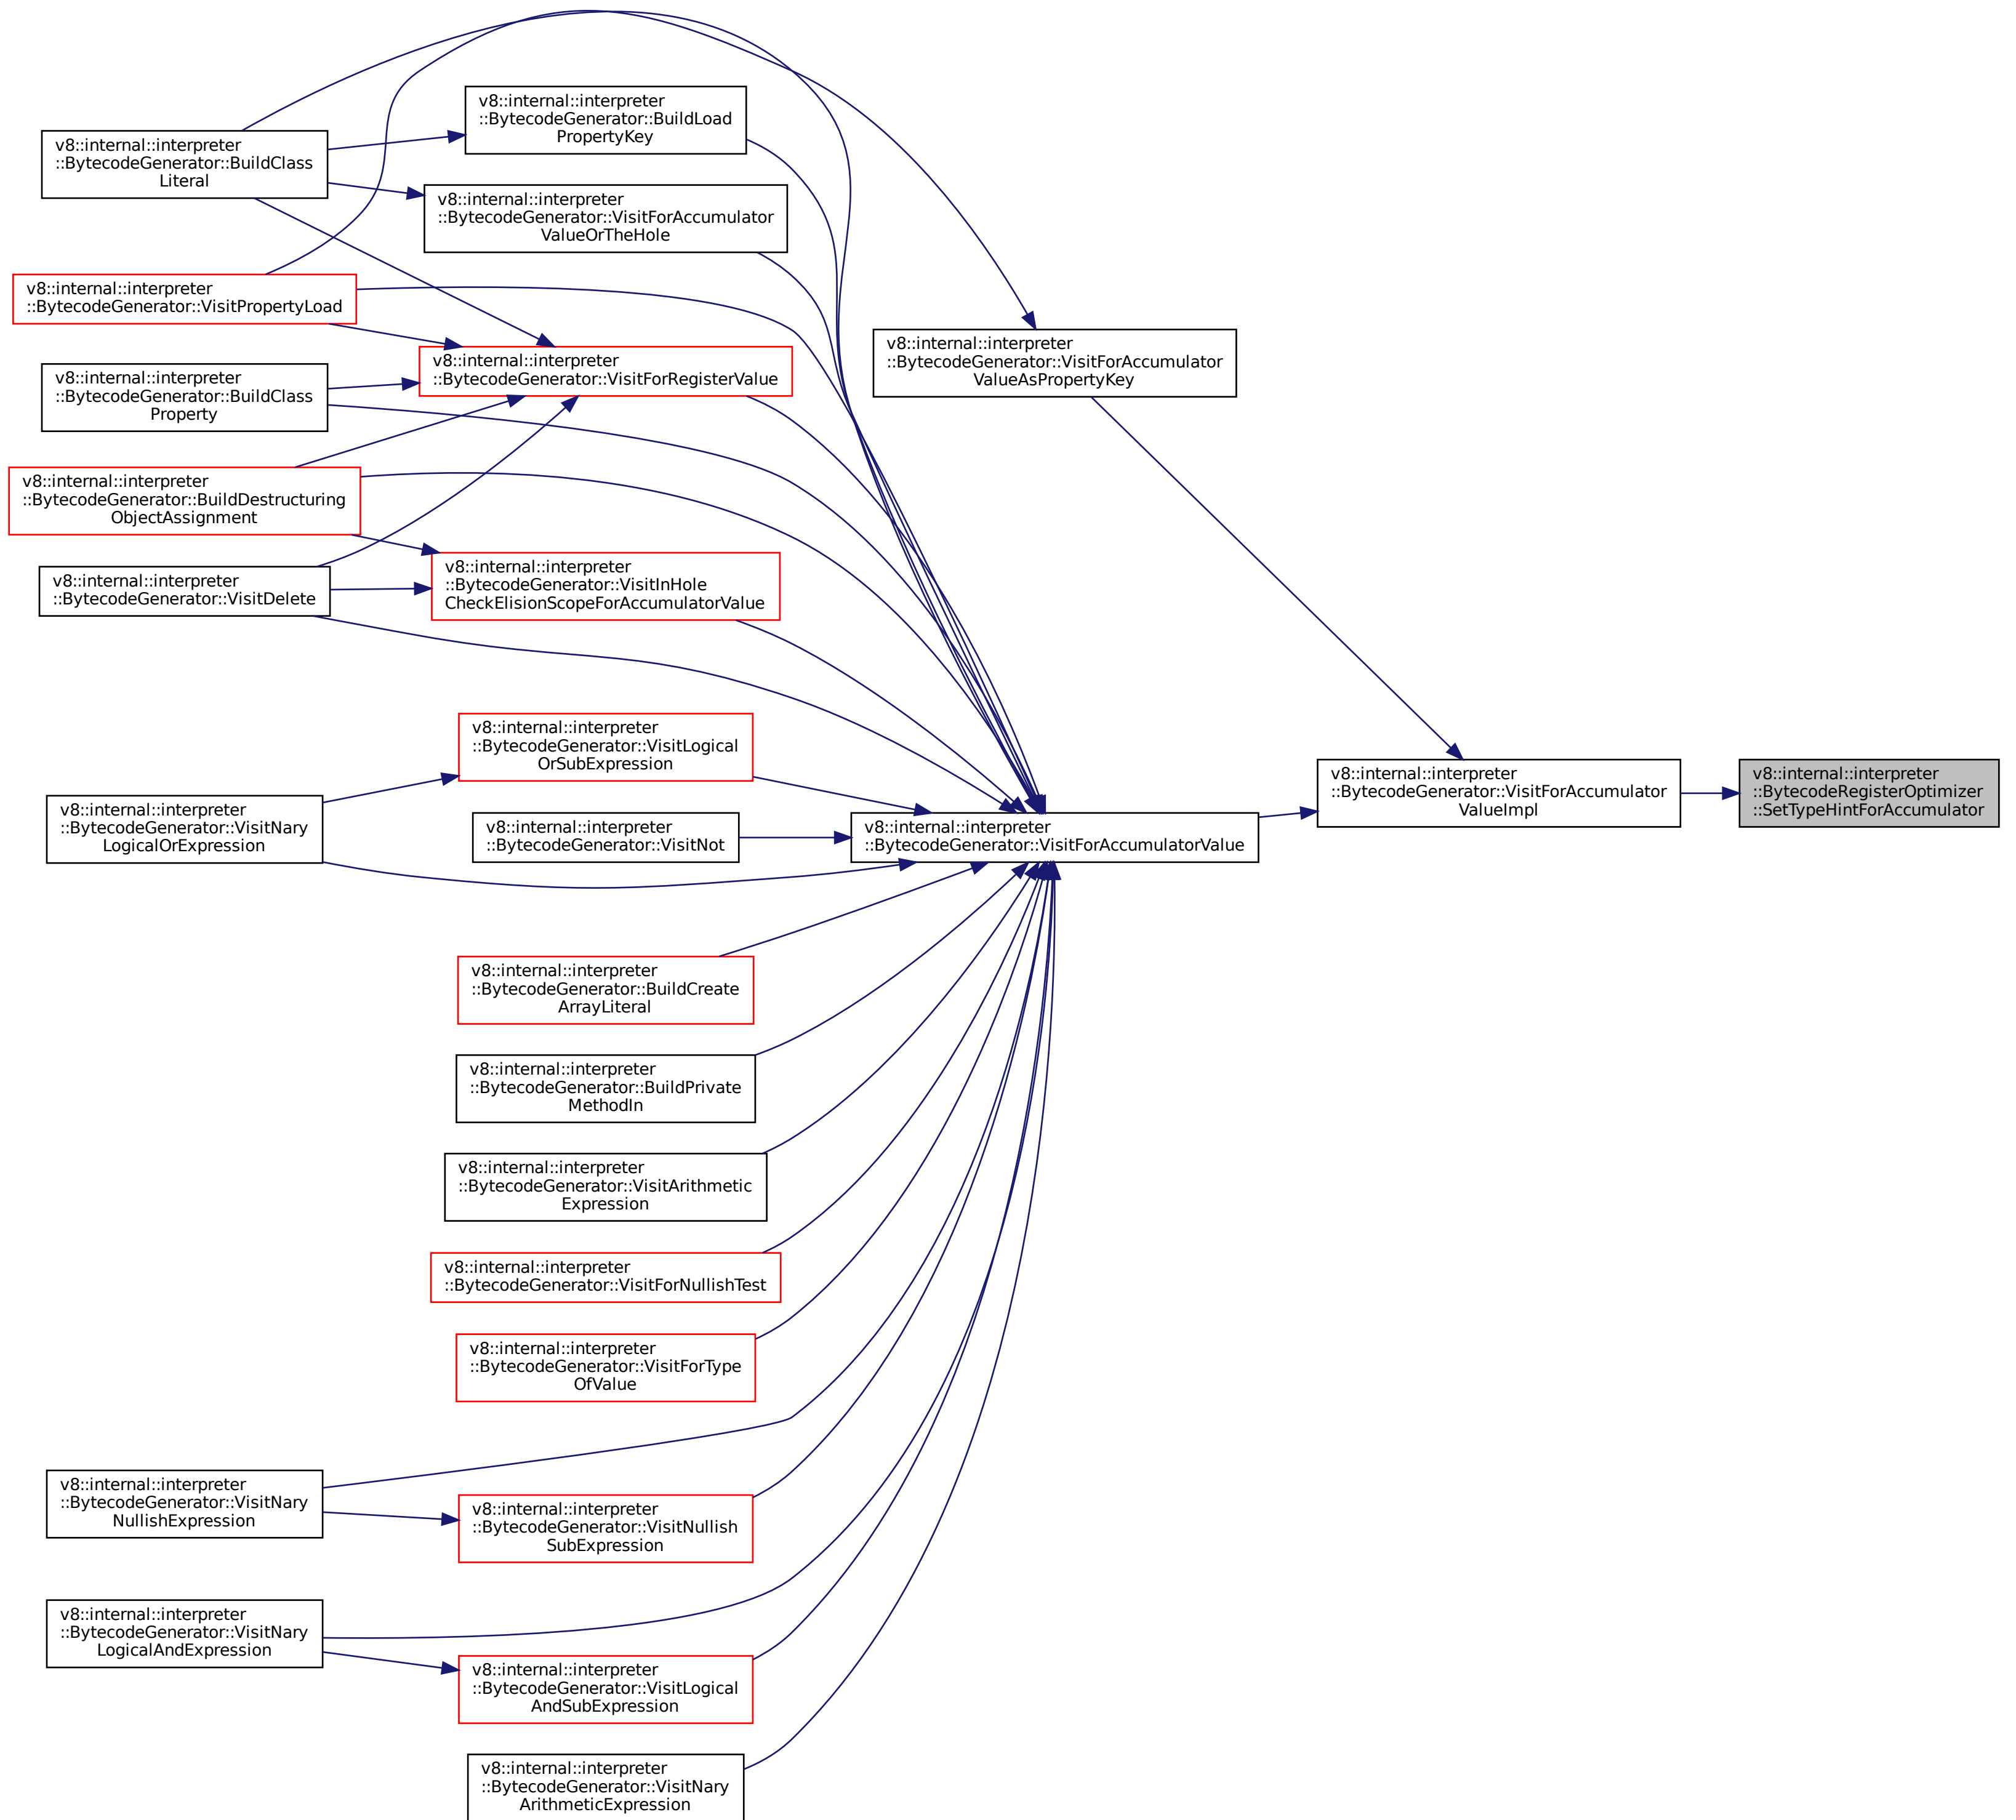 v8::internal::interpreter
::BytecodeGenerator::BuildLoad
PropertyKey
v8::internal::interpreter
::BytecodeGenerator::BuildClass
Literal
v8::internal::interpreter
::BytecodeGenerator::VisitForAccumulator
ValueOrTheHole
v8::internal::interpreter
::BytecodeGenerator::VisitPropertyLoad
v8::internal::interpreter
::BytecodeGenerator::VisitForAccumulator
ValueAsPropertyKey
v8::internal::interpreter
::BytecodeGenerator::VisitForRegisterValue
v8::internal::interpreter
::BytecodeGenerator::BuildClass
Property
v8::internal::interpreter
::BytecodeGenerator::BuildDestructuring
ObjectAssignment
v8::internal::interpreter
::BytecodeGenerator::VisitInHole
CheckElisionScopeForAccumulatorValue
v8::internal::interpreter
::BytecodeGenerator::VisitDelete
v8::internal::interpreter
::BytecodeGenerator::VisitLogical
OrSubExpression
v8::internal::interpreter
::BytecodeGenerator::VisitForAccumulator
ValueImpl
v8::internal::interpreter
::BytecodeRegisterOptimizer
::SetTypeHintForAccumulator
v8::internal::interpreter
::BytecodeGenerator::VisitNary
LogicalOrExpression
v8::internal::interpreter
::BytecodeGenerator::VisitNot
v8::internal::interpreter
::BytecodeGenerator::VisitForAccumulatorValue
v8::internal::interpreter
::BytecodeGenerator::BuildCreate
ArrayLiteral
v8::internal::interpreter
::BytecodeGenerator::BuildPrivate
MethodIn
v8::internal::interpreter
::BytecodeGenerator::VisitArithmetic
Expression
v8::internal::interpreter
::BytecodeGenerator::VisitForNullishTest
v8::internal::interpreter
::BytecodeGenerator::VisitForType
OfValue
v8::internal::interpreter
::BytecodeGenerator::VisitNary
NullishExpression
v8::internal::interpreter
::BytecodeGenerator::VisitNullish
SubExpression
v8::internal::interpreter
::BytecodeGenerator::VisitNary
LogicalAndExpression
v8::internal::interpreter
::BytecodeGenerator::VisitLogical
AndSubExpression
v8::internal::interpreter
::BytecodeGenerator::VisitNary
ArithmeticExpression